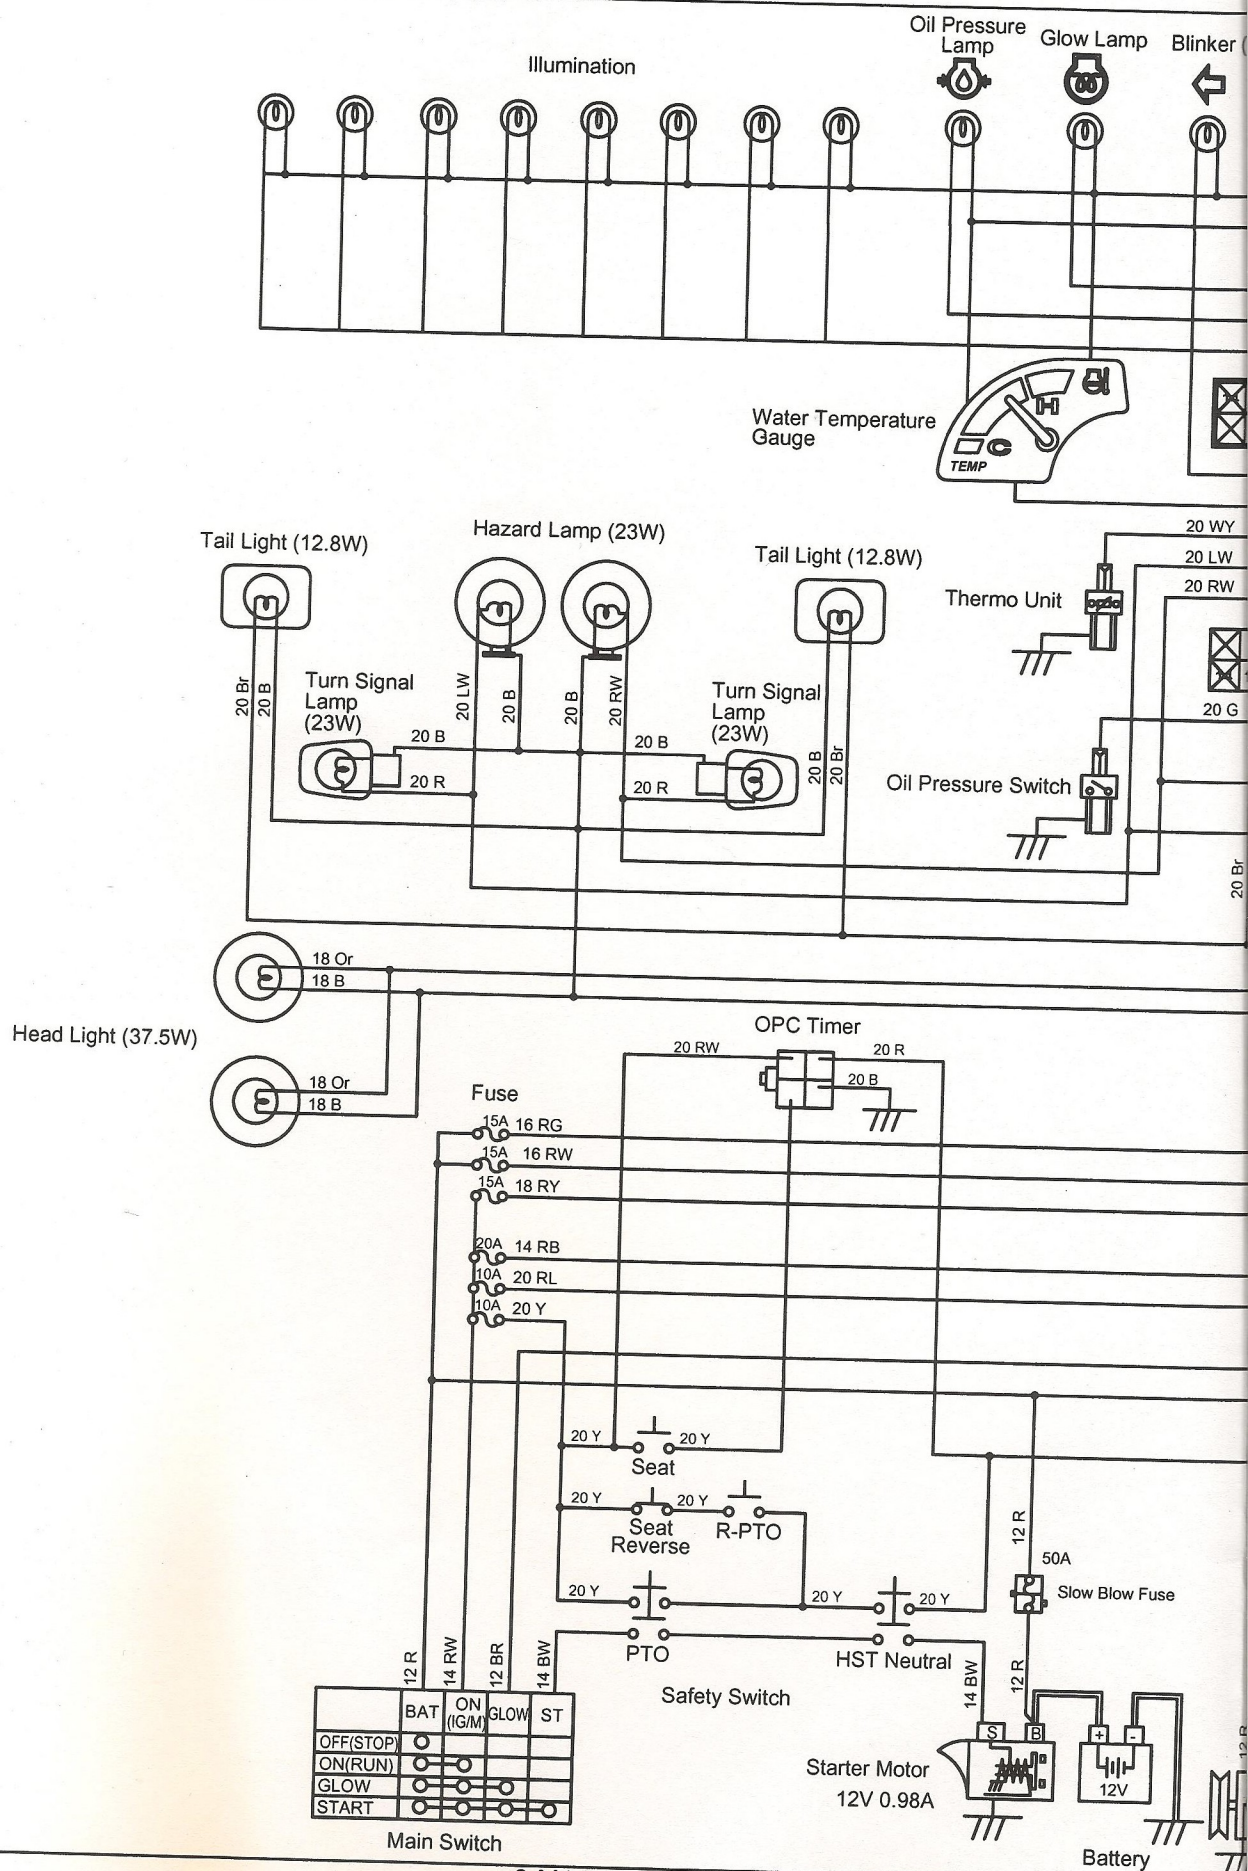 Oil Pressure
Lamp
Glow Lamp
Blinker (
Illumination
Water Temperature
Gauge
H
C
TEMP
20 WY
20 LW
20 RW
Tail Light (12.8W)
Hazard Lamp (23W)
Tail Light (12.8W)
Thermo Unit
20 Br
20 B
20 LW
20 B
20 B
20 RW
Turn Signal
Lamp
(23W)
Turn Signal
Lamp
(23W)
20 G
20 B
20 B
20 R
20 R
20 B
20 Br
Oil Pressure Switch
20 Br
18 Or
18 B
Head Light (37.5W)
18 Or
18 B
OPC Timer
20 RW
20 R
20 B
Fuse
15A 16 RG
15A 16 RW
15A 18 RY
20A 14 RB
10A 20 RL
10A 20 Y
20 Y
20 Y
Seat
20 Y
20 Y
Seat
Reverse
R-PTO
12 R
50A
Slow Blow Fuse
20 Y
20 Y
20 Y
PTO
HST Neutral
12 R
14 RW
12 BR
14 BW
14 BW
12 R
Safety Switch
BAT
ON
(IG/M)
GLOW
ST
OFF(STOP)
ON(RUN)
GLOW
START
Main Switch
S
B
+
-
12V
Starter Motor
12V 0.98A
Battery
12 R